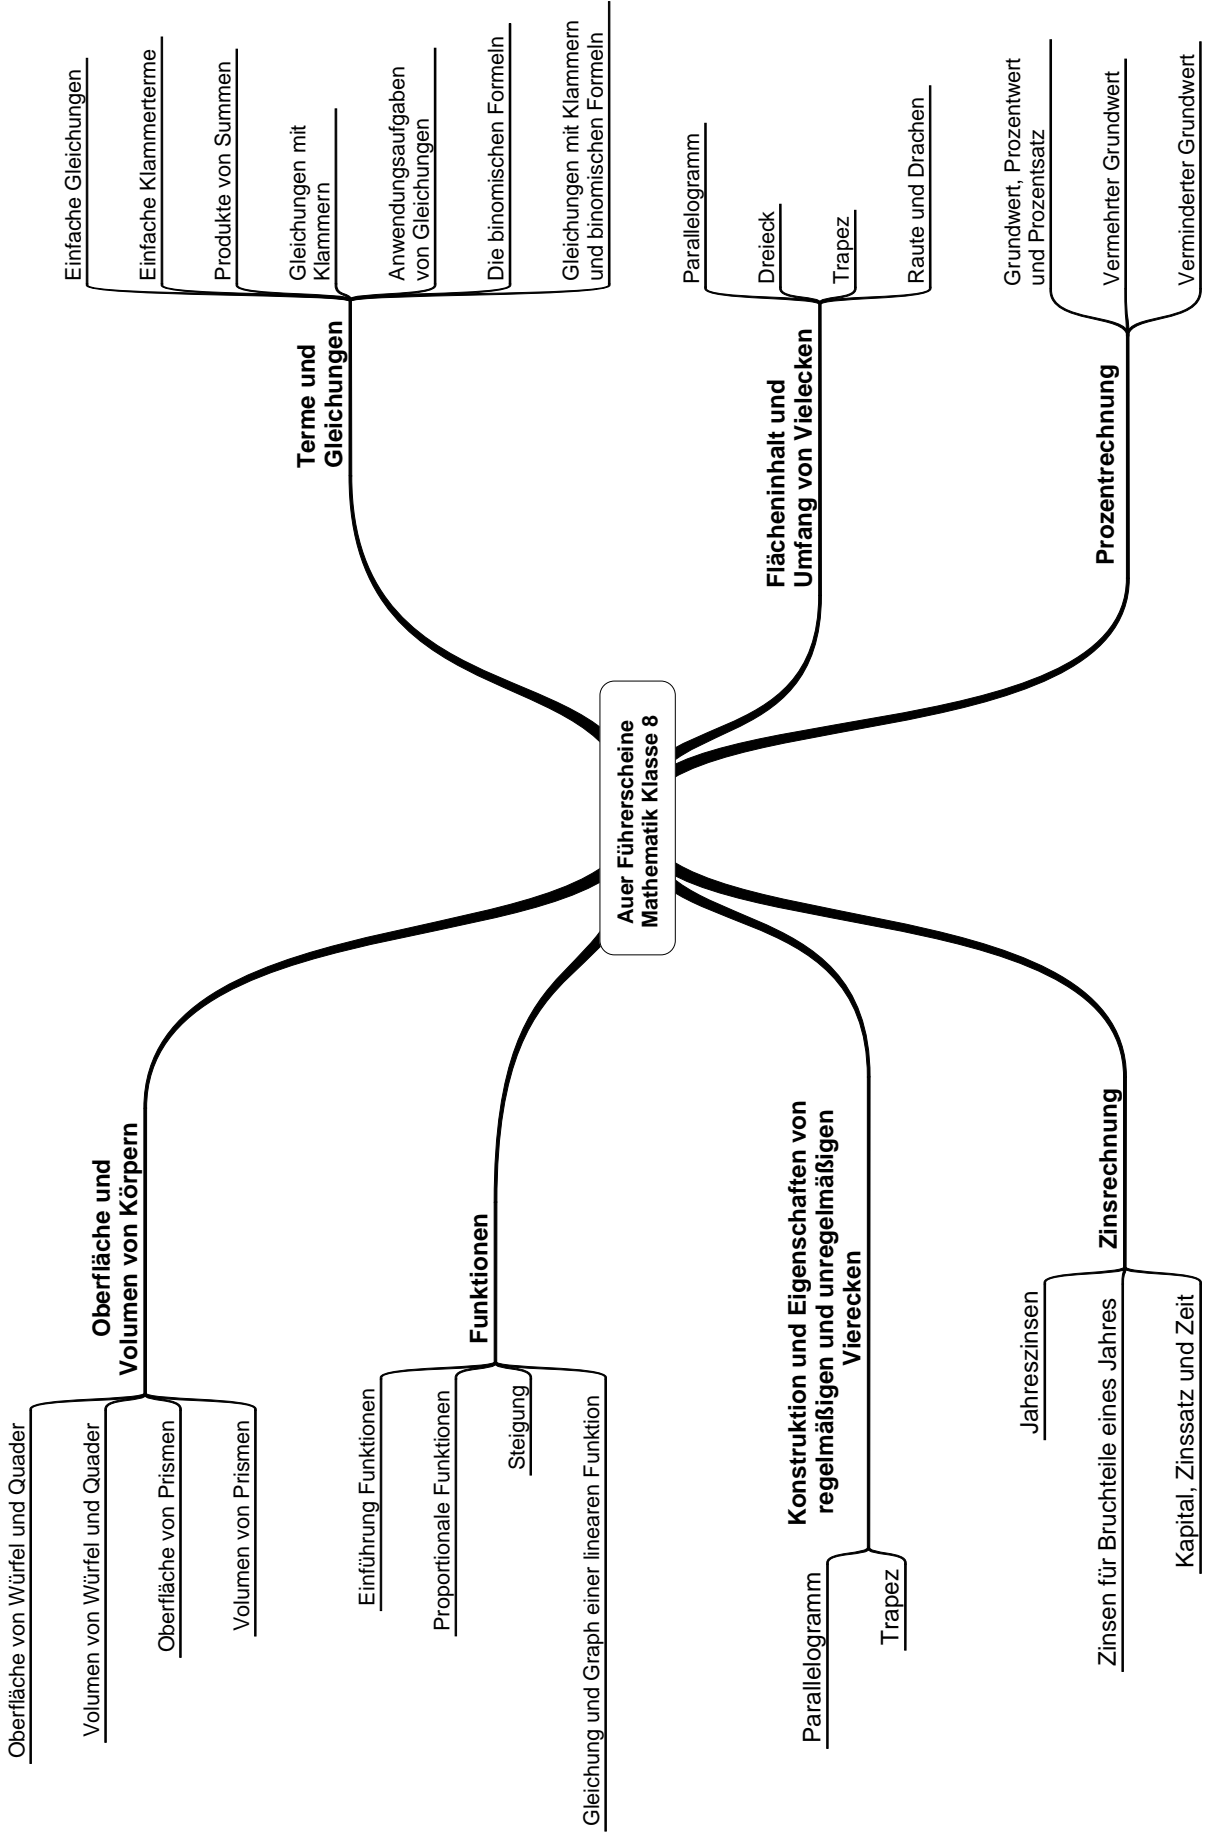 Auer Führerscheine
Mathematik Klasse 8
Oberfläche und
Volumen von Körpern
Oberfläche von Würfel und Quader
Volumen von Würfel und Quader
Oberfläche von Prismen
Volumen von Prismen
Funktionen
Einführung Funktionen
Proportionale Funktionen
Steigung
Gleichung und Graph einer linearen Funktion
Konstruktion und Eigenschaften von
regelmäßigen und unregelmäßigen
Vierecken
Parallelogramm
Trapez
Zinsrechnung
Jahreszinsen
Zinsen für Bruchteile eines Jahres
Kapital, Zinssatz und Zeit
Terme und
Gleichungen
Einfache Gleichungen
Einfache Klammerterme
Produkte von Summen
Gleichungen mit
Klammern
Anwendungsaufgaben
von Gleichungen
Die binomischen Formeln
Gleichungen mit Klammern
und binomischen Formeln
Flächeninhalt und
Umfang von Vielecken
Parallelogramm
Dreieck
Trapez
Raute und Drachen
Prozentrechnung
Grundwert, Prozentwert
und Prozentsatz
Vermehrter Grundwert
Verminderter Grundwert